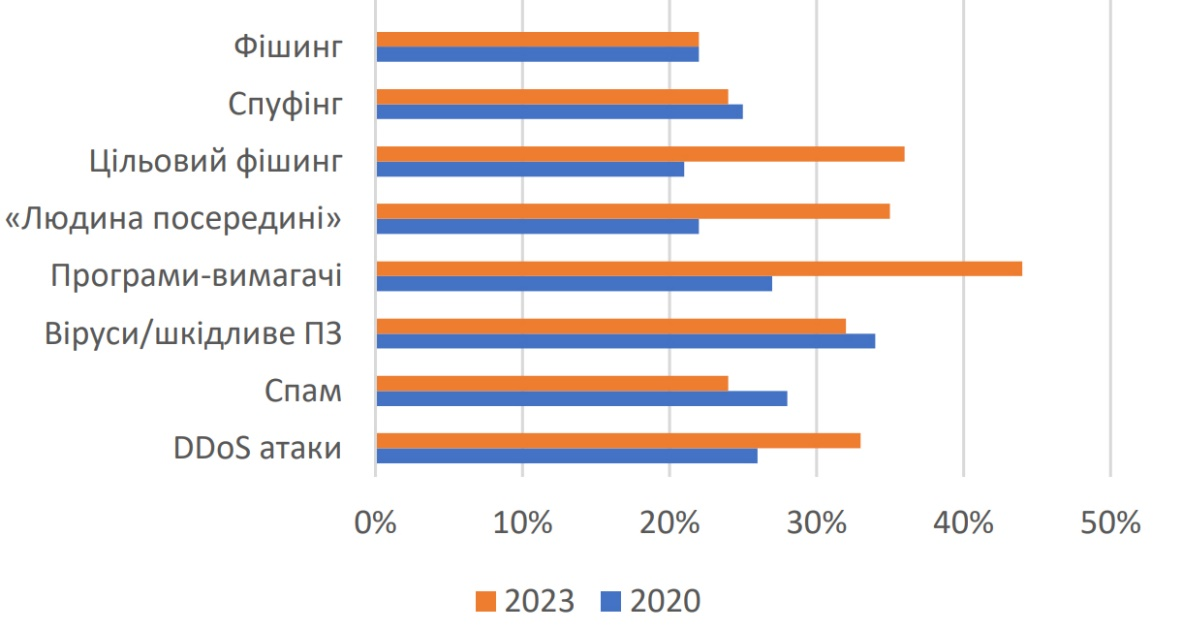 Фішинг
Спуфінг
Цільовий фішинг
«Людина посередині»
Програми-вимагачі
Віруси/шкідливе ПЗ
Спам
DDoS атаки
0% 10% 20% 30% 40% 50%
2023 2020